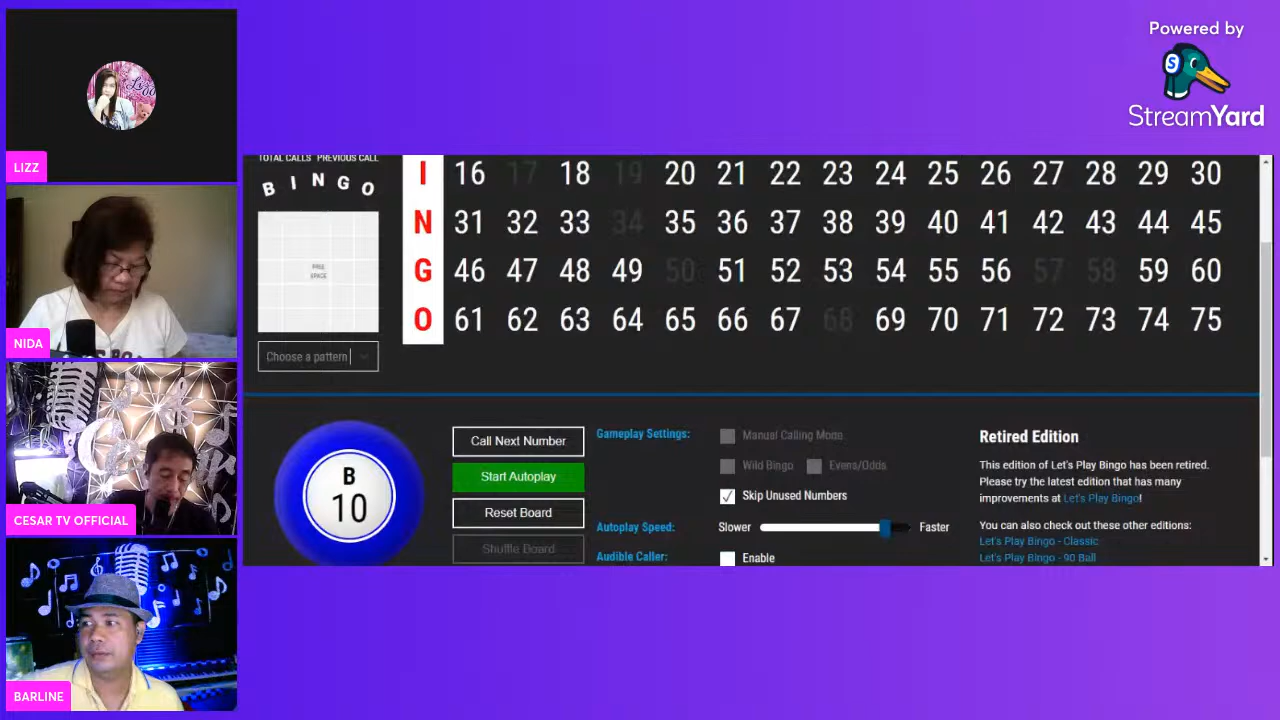 Powered by
StreamYard
LIZZ
NIDA
CESAR TV OFFICIAL
BARLINE
TOTAL CALLS PREVIOUS CALL
B I N G O
FREE
SPACE
Choose a pattern
I 16 17 18 19 20 21 22 23 24 25 26 27 28 29 30
N 31 32 33 34 35 36 37 38 39 40 41 42 43 44 45
G 46 47 48 49 50 51 52 53 54 55 56 57 58 59 60
O 61 62 63 64 65 66 67 68 69 70 71 72 73 74 75
B
10
Call Next Number
Start Autoplay
Reset Board
Shuffle Board
Gameplay Settings:
Manual Calling Mode
Wild Bingo Evens/Odds
Skip Unused Numbers
Autoplay Speed: Slower Faster
Audible Caller: Enable
Retired Edition
This edition of Let's Play Bingo has been retired.
Please try the latest edition that has many
improvements at Let's Play Bingo!
You can also check out these other editions:
Let's Play Bingo - Classic
Let's Play Bingo - 90 Ball